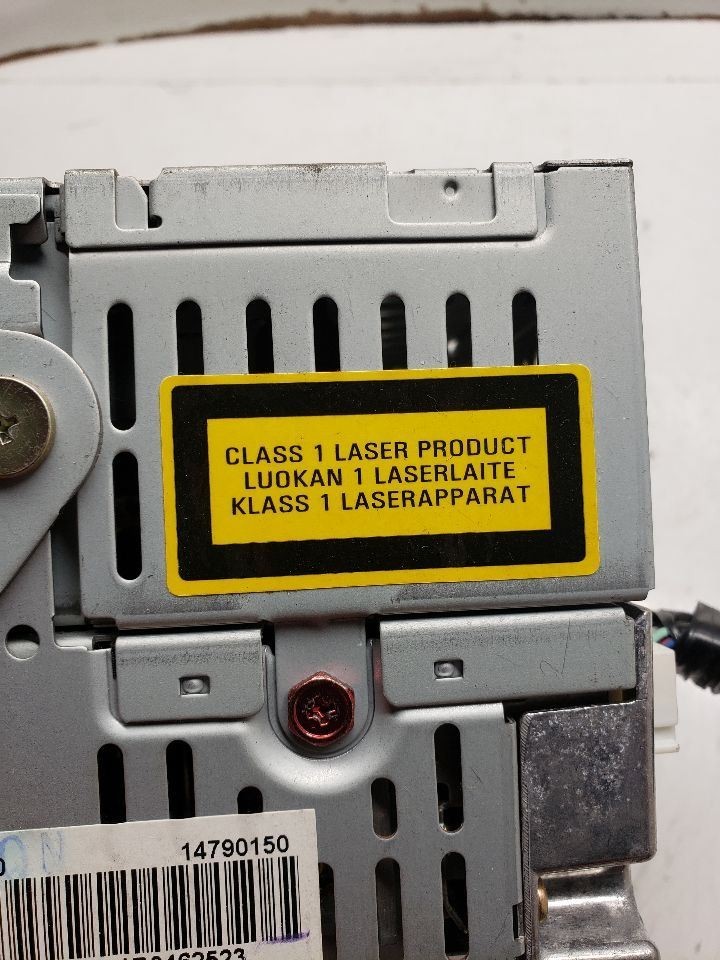 CLASS 1 LASER PRODUCT
LUOKAN 1 LASERLAITE
KLASS 1 LASERAPPARAT
14790150